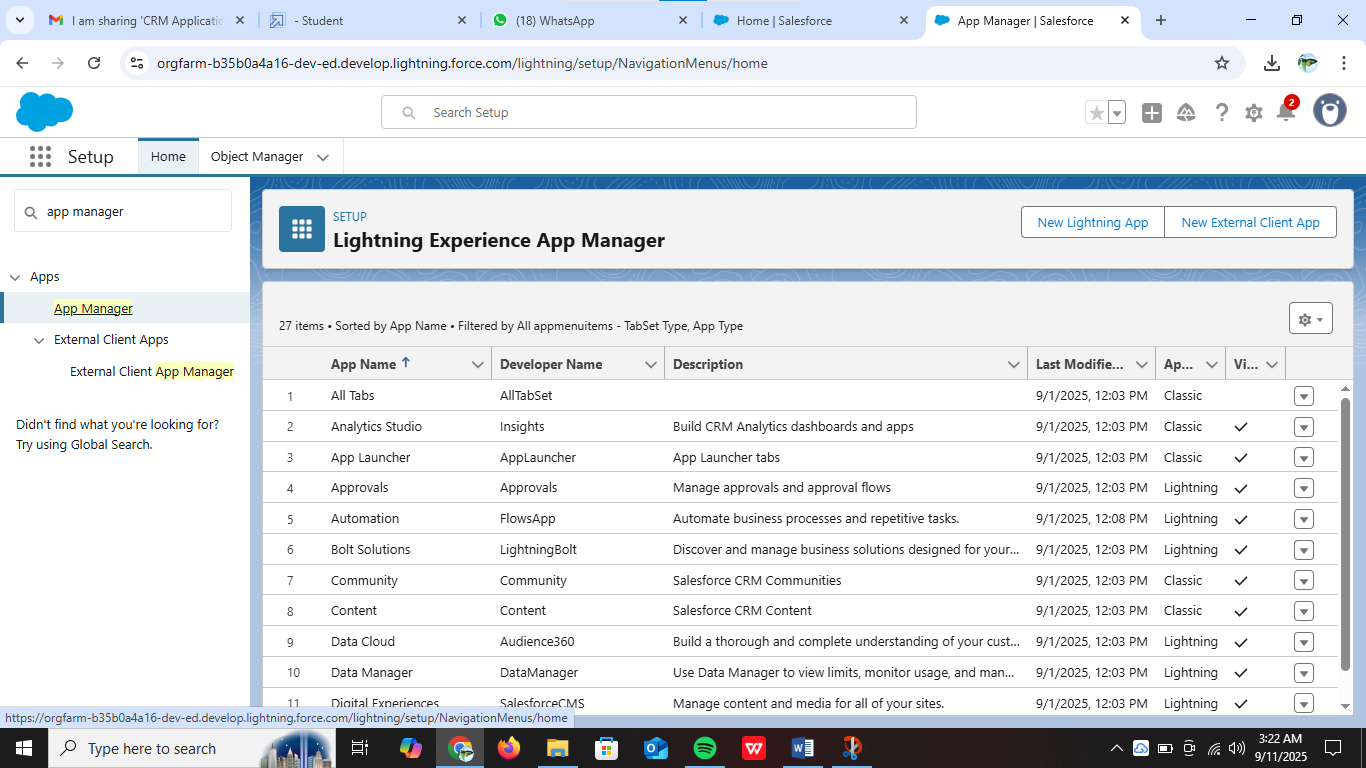 I am sharing 'CRM Applicatio
- Student
(18) WhatsApp
Home | Salesforce
App Manager | Salesforce
orgfarm-b35b0a4a16-dev-ed.develop.lightning.force.com/lightning/setup/NavigationMenus/home
Search Setup
2
Setup
Home
Object Manager
app manager
Apps
App Manager
External Client Apps
External Client App Manager
Didn't find what you're looking for?
Try using Global Search.
SETUP
Lightning Experience App Manager
New Lightning App
New External Client App
27 items • Sorted by App Name • Filtered by All appmenuitems - TabSet Type, App Type
App Name Developer Name Description Last Modifie... Ap... Vi...
1 All Tabs AllTabSet 9/1/2025, 12:03 PM Classic
2 Analytics Studio Insights Build CRM Analytics dashboards and apps 9/1/2025, 12:03 PM Classic
3 App Launcher AppLauncher App Launcher tabs 9/1/2025, 12:03 PM Classic
4 Approvals Approvals Manage approvals and approval flows 9/1/2025, 12:03 PM Lightning
5 Automation FlowsApp Automate business processes and repetitive tasks. 9/1/2025, 12:08 PM Lightning
6 Bolt Solutions LightningBolt Discover and manage business solutions designed for your... 9/1/2025, 12:03 PM Lightning
7 Community Community Salesforce CRM Communities 9/1/2025, 12:03 PM Classic
8 Content Content Salesforce CRM Content 9/1/2025, 12:03 PM Classic
9 Data Cloud Audience360 Build a thorough and complete understanding of your cust... 9/1/2025, 12:03 PM Lightning
10 Data Manager DataManager Use Data Manager to view limits, monitor usage, and man... 9/1/2025, 12:03 PM Lightning
11 Digital Experiences SalesforceCMS Manage content and media for all of your sites. 9/1/2025, 12:03 PM Lightning
https://orgfarm-b35b0a4a16-dev-ed.develop.lightning.force.com/lightning/setup/NavigationMenus/home
Type here to search
3:22 AM
9/11/2025